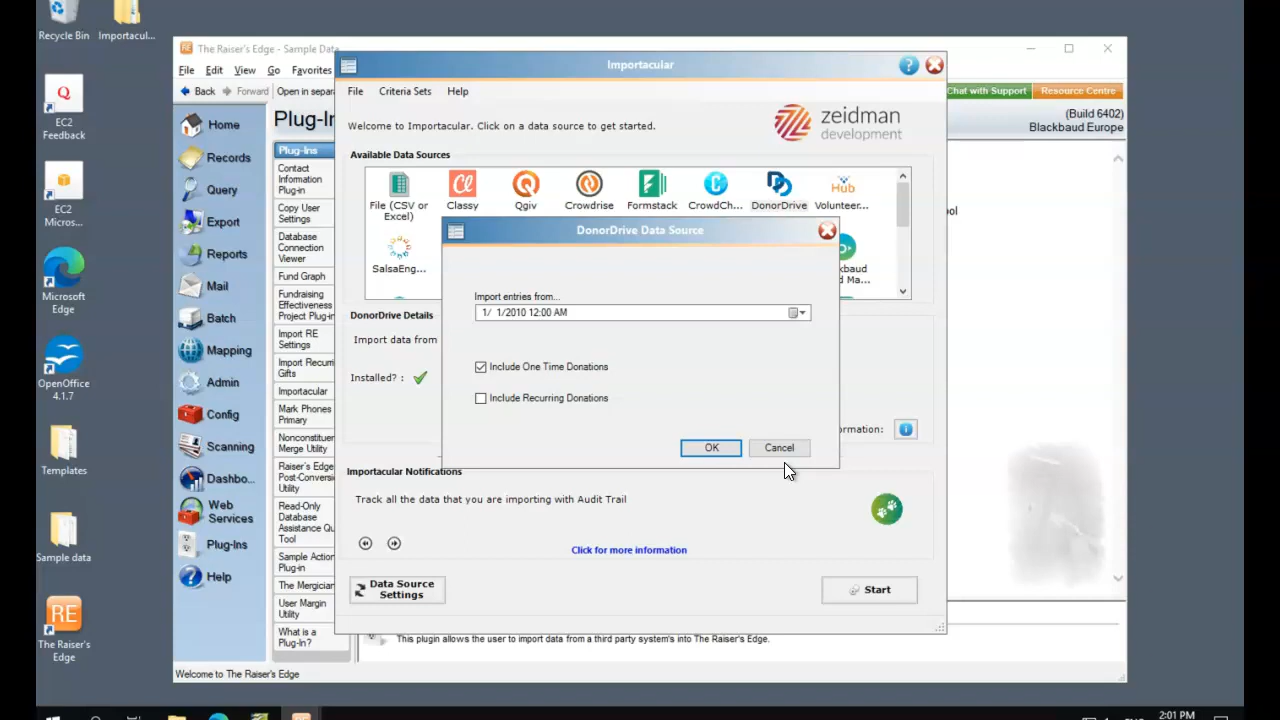 Recycle Bin
Importacul...
EC2
Feedback
EC2
Micros...
Microsoft
Edge
OpenOffice
4.1.7
Templates
Sample data
The Raiser's
Edge
The Raiser's Edge - Sample Data
File Edit View Go Favorites
Back Forward Open in separ
Home
Records
Query
Export
Reports
Mail
Batch
Mapping
Admin
Config
Scanning
Dashbo...
Web
Services
Plug-Ins
Help
Plug-In
Plug-Ins
Contact
Information
Plug-in
Copy User
Settings
Database
Connection
Viewer
Fund Graph
Fundraising
Effectiveness
Project Plug-in
Import RE
Settings
Import Recurri
Gifts
Importacular
Mark Phones
Primary
Nonconstituer
Merge Utility
Raiser's Edge
Post-Conversi
Utility
Read-Only
Database
Assistance Qu
Tool
Sample Action
Plug-in
The Mergician
User Margin
Utility
What is a
Plug-In?
Chat with Support Resource Centre
(Build 6402)
Blackbaud Europe
ol
This plugin allows the user to import data from a third party system's into The Raiser's Edge.
Welcome to The Raiser's Edge
Importacular
?
File Criteria Sets Help
Welcome to Importacular. Click on a data source to get started.
zeidman
development
Available Data Sources
File (CSV or
Excel)
Classy
Qgiv
Crowdrise
Formstack
CrowdCh...
DonorDrive
Hub
Volunteer...
SalsaEng...
kbaud
d Ma...
DonorDrive Details
Import data from
Installed? :
ormation:
DonorDrive Data Source
Import entries from...
1/ 1/2010 12:00 AM
Include One Time Donations
Include Recurring Donations
OK Cancel
Importacular Notifications
Track all the data that you are importing with Audit Trail
Click for more information
Data Source
Settings
Start
2:01 PM